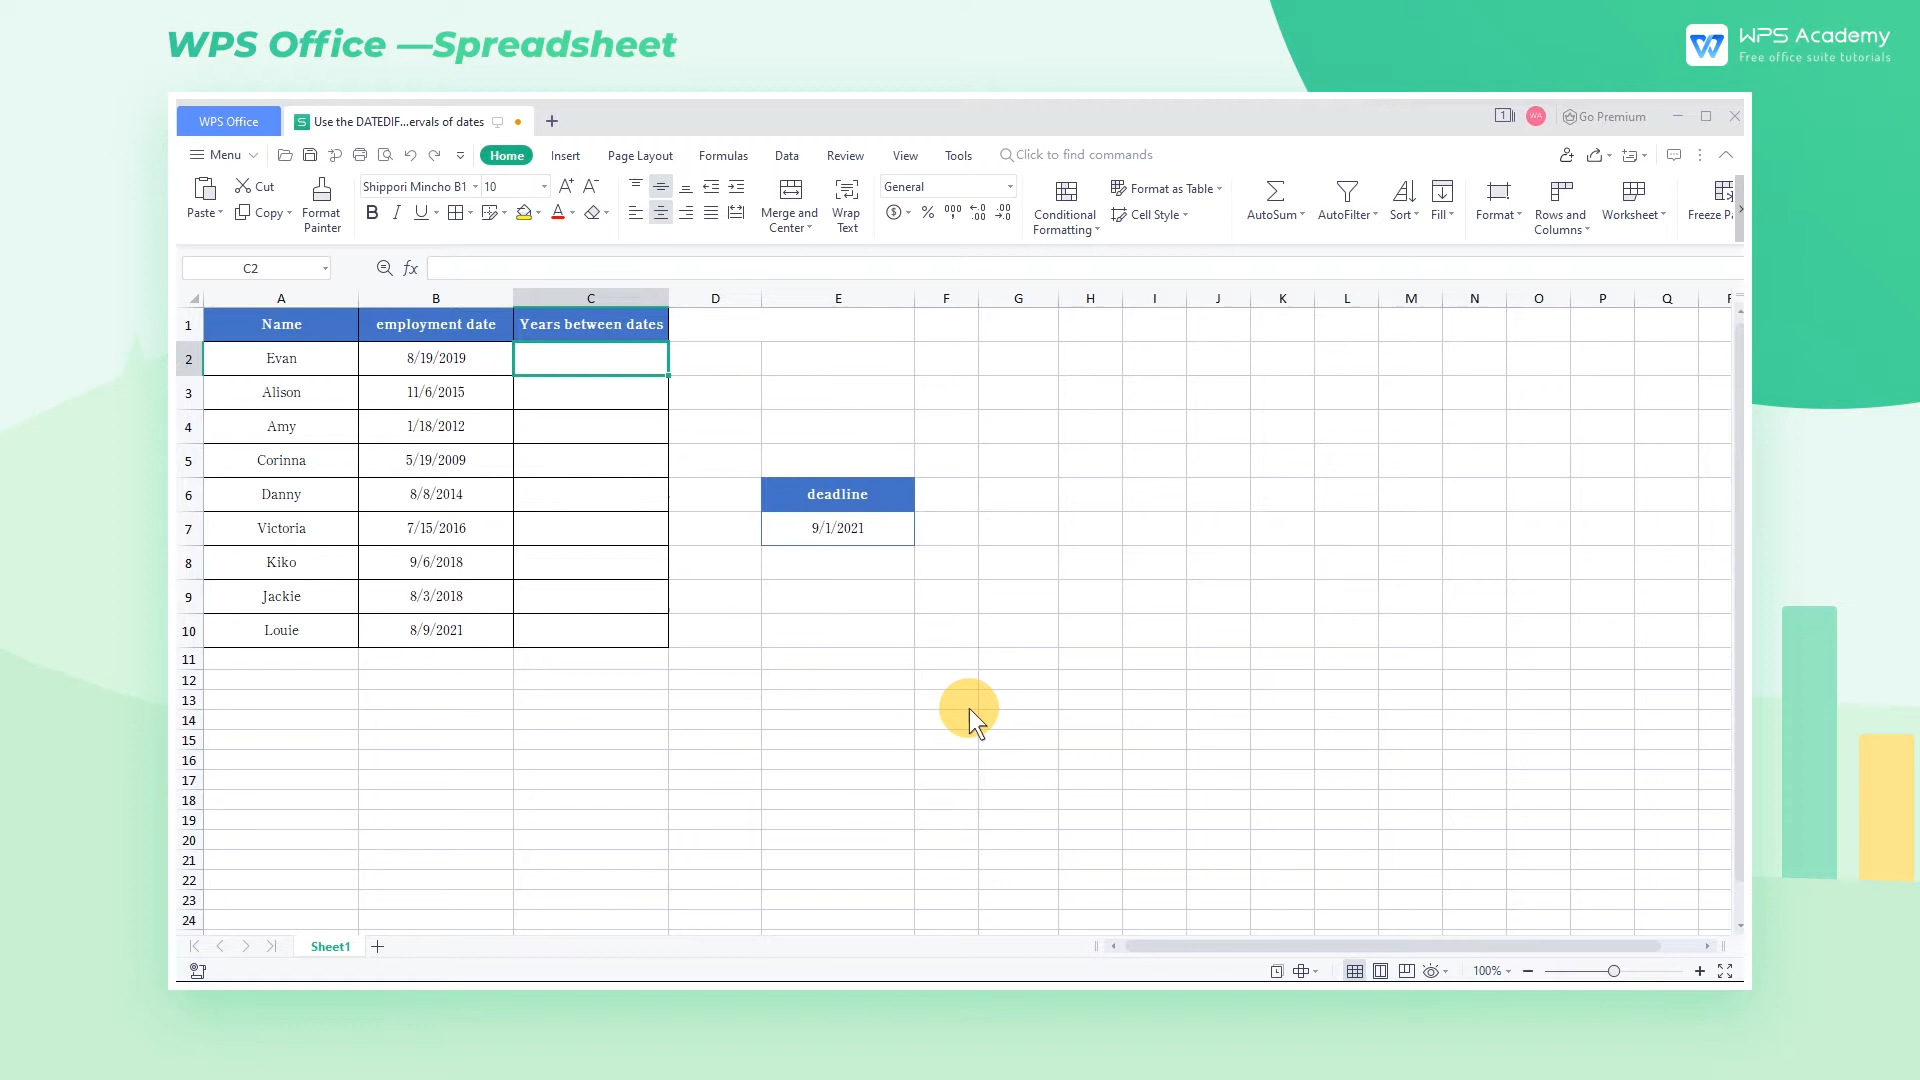 WPS Office —Spreadsheet
WPS Academy
Free office suite tutorials
WPS Office
Use the DATEDIF...ervals of dates
1
WA
Go Premium
Menu
Home
Insert
Page Layout
Formulas
Data
Review
View
Tools
Click to find commands
Paste
Cut
Copy
Format
Painter
Shippori Mincho B1
10
Merge and
Center
Wrap
Text
General
Conditional
Formatting
Format as Table
Cell Style
AutoSum
AutoFilter
Sort
Fill
Format
Rows and
Columns
Worksheet
Freeze P
C2
fx
A B C D E F G H I J K L M N O P Q
1 Name employment date Years between dates
2 Evan 8/19/2019
3 Alison 11/6/2015
4 Amy 1/18/2012
5 Corinna 5/19/2009
6 Danny 8/8/2014 deadline
7 Victoria 7/15/2016 9/1/2021
8 Kiko 9/6/2018
9 Jackie 8/3/2018
10 Louie 8/9/2021
11
12
13
14
15
16
17
18
19
20
21
22
23
24
Sheet1
100%